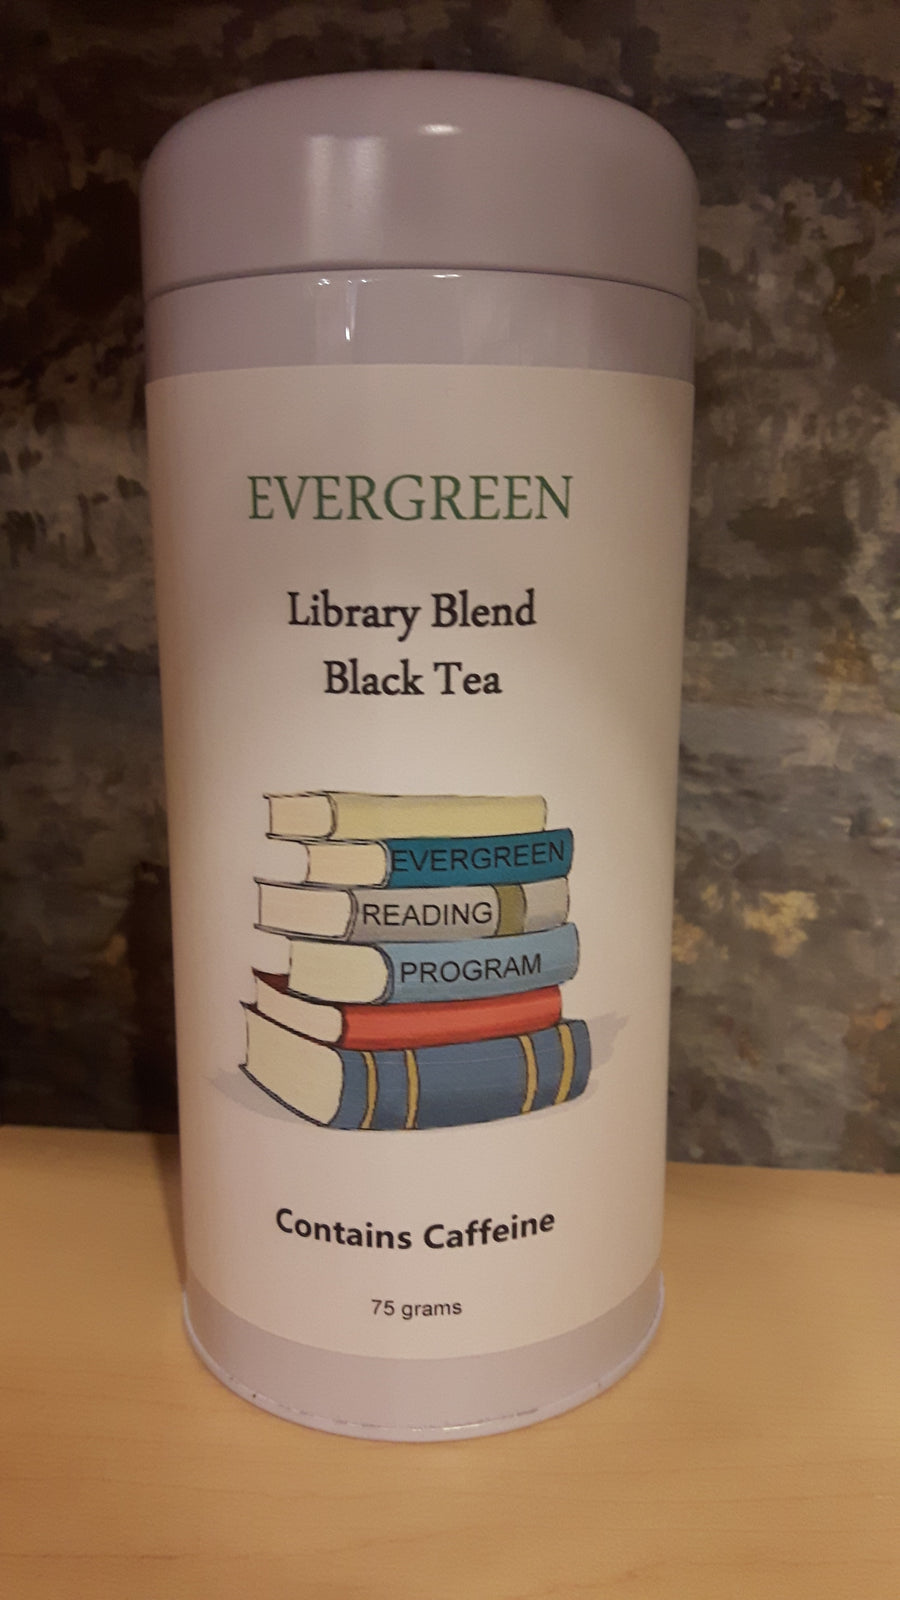 EVERGREEN
Library Blend
Black Tea
EVERGREEN
READING
PROGRAM
Contains Caffeine
75 grams